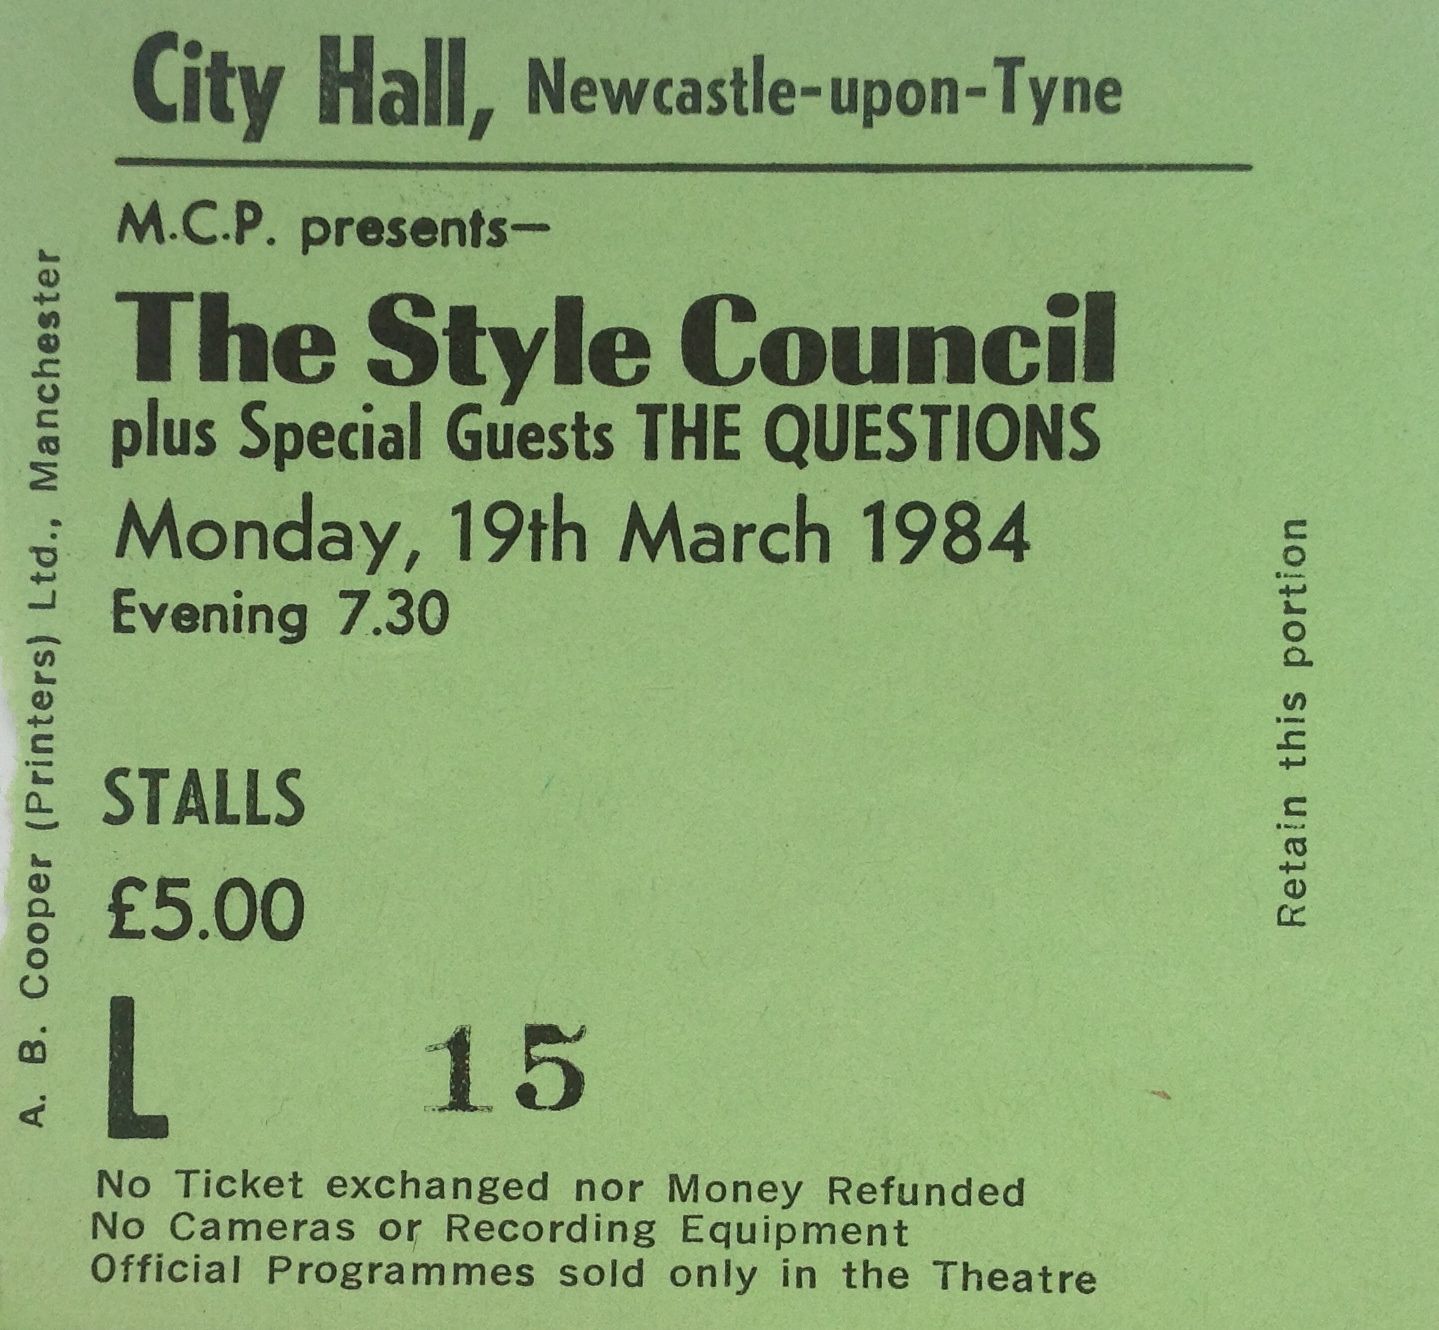 City Hall, Newcastle-upon-Tyne
M.C.P. presents—
The Style Council
plus Special Guests THE QUESTIONS
Monday, 19th March 1984
Evening 7.30
STALLS
£5.00
L 15
No Ticket exchanged nor Money Refunded
No Cameras or Recording Equipment
Official Programmes sold only in the Theatre
A. B. Cooper (Printers) Ltd., Manchester
Retain this portion